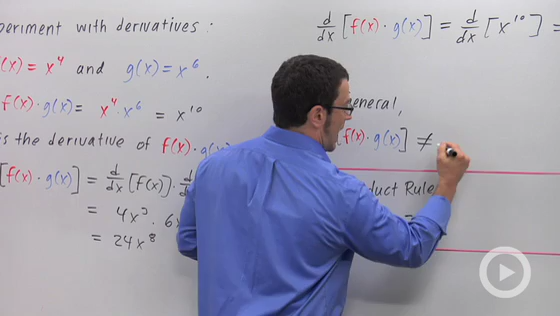 periment with derivatives :
(x) = x⁴ and g(x) = x⁶ .
f(x) · g(x) = x⁴ · x⁶ = x¹⁰
is the derivative of f(x) · g(x)
[f(x) · g(x)] = d/dx [f(x)] · d/d
= 4x³ · 6x
= 24x⁸
d/dx [f(x) · g(x)] = d/dx [x¹⁰] =
eneral,
f(x) · g(x)] ≠
duct Rule